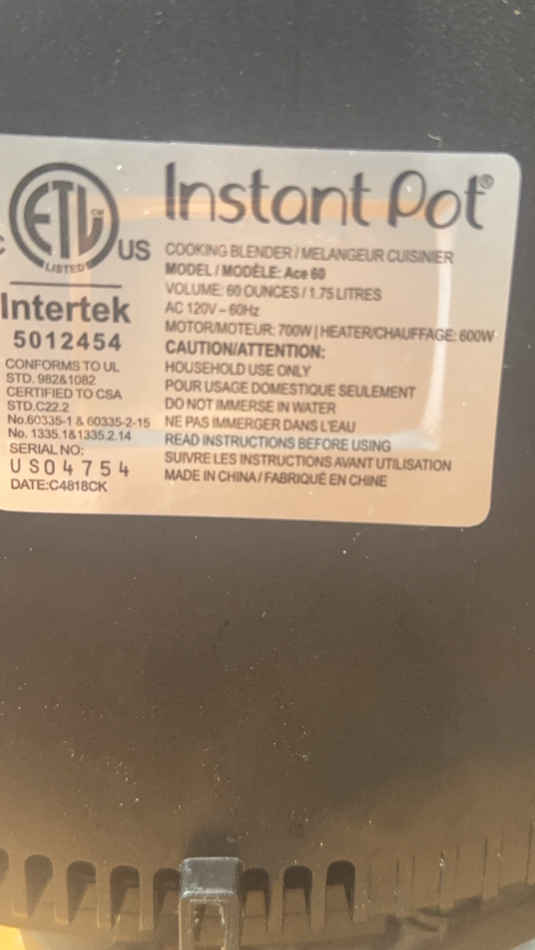 Instant Pot®
C ETL CM LISTED US
Intertek
5012454
CONFORMS TO UL
STD. 982&1082
CERTIFIED TO CSA
STD.C22.2
No.60335-1 & 60335-2-15
No. 1335.1&1335.2.14
SERIAL NO:
US04754
DATE:C4818CK
COOKING BLENDER / MELANGEUR CUISINIER
MODEL / MODÈLE: Ace 60
VOLUME: 60 OUNCES / 1.75 LITRES
AC 120V – 60Hz
MOTOR/MOTEUR: 700W | HEATER/CHAUFFAGE: 600W
CAUTION/ATTENTION:
HOUSEHOLD USE ONLY
POUR USAGE DOMESTIQUE SEULEMENT
DO NOT IMMERSE IN WATER
NE PAS IMMERGER DANS L'EAU
READ INSTRUCTIONS BEFORE USING
SUIVRE LES INSTRUCTIONS AVANT UTILISATION
MADE IN CHINA / FABRIQUÉ EN CHINE